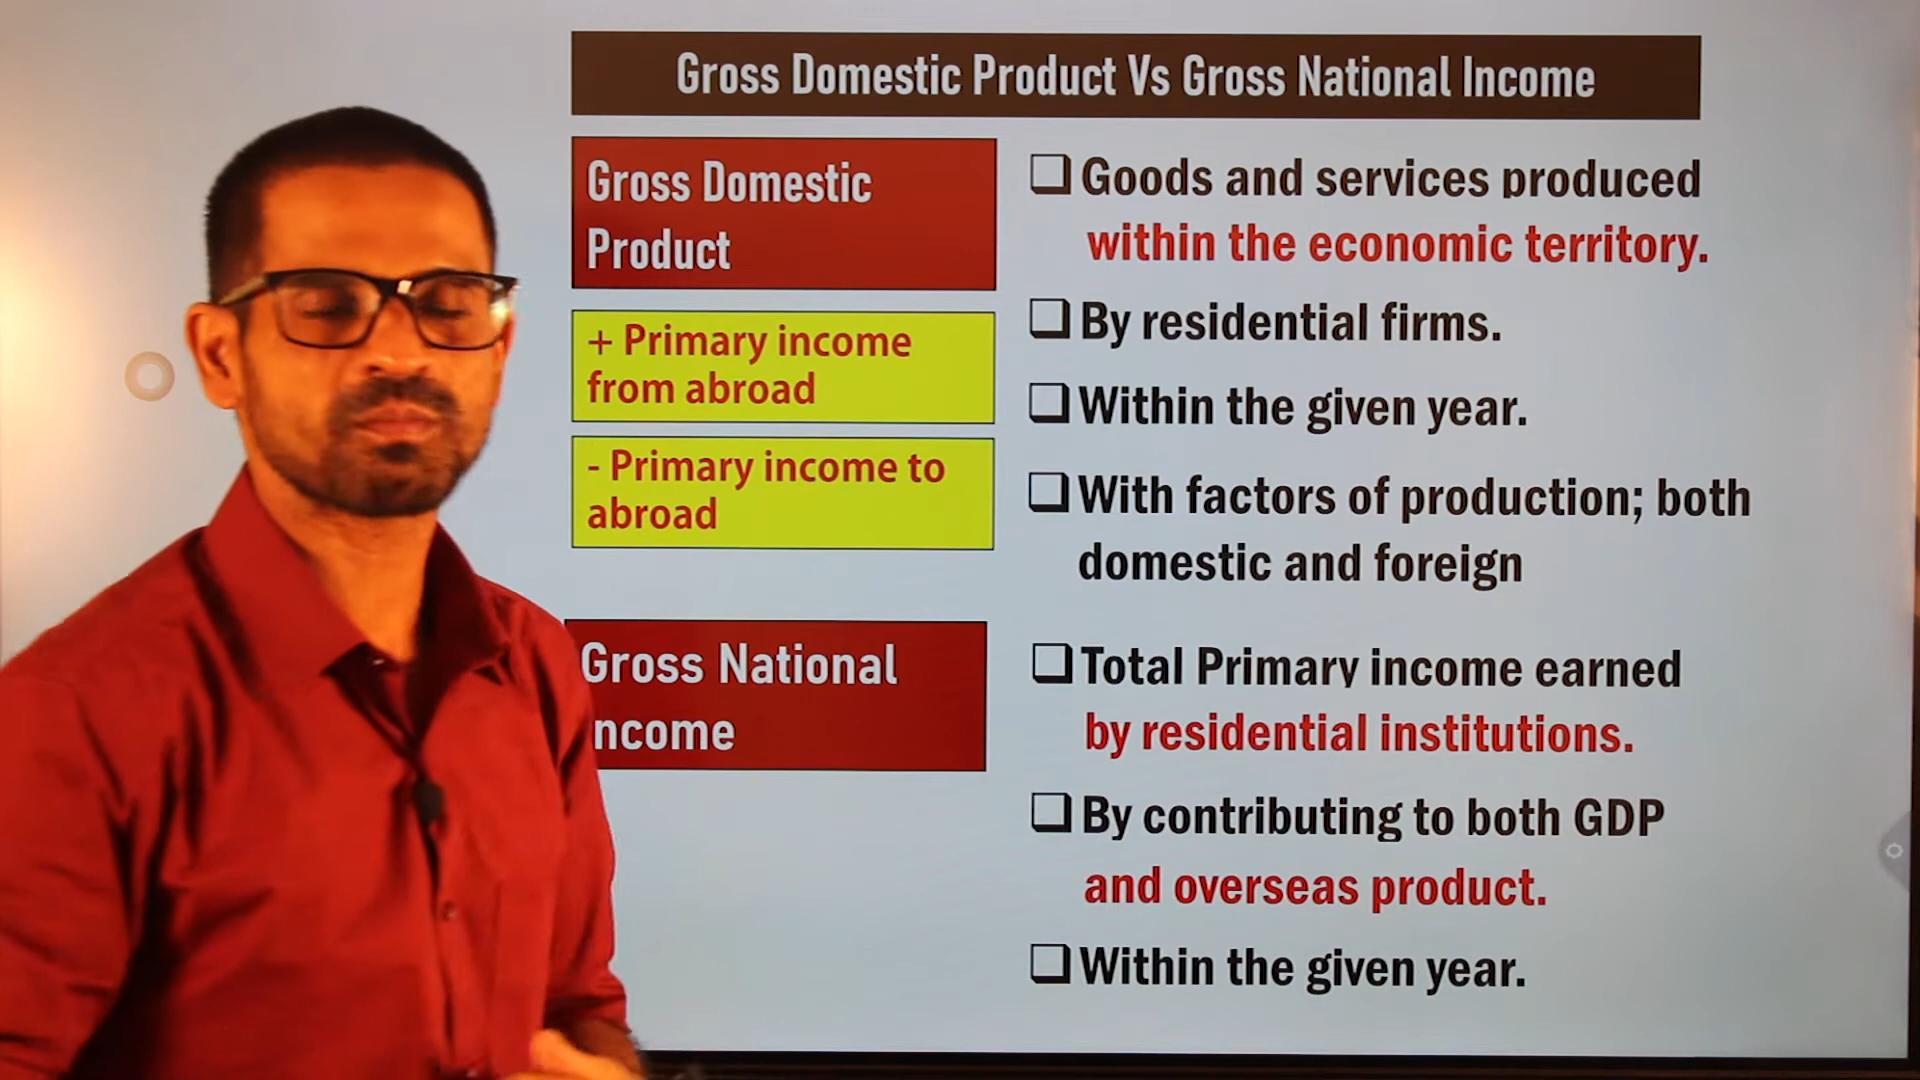 Gross Domestic Product Vs Gross National Income
Gross Domestic
Product
+ Primary income
from abroad
- Primary income to
abroad
Gross National
ncome
Goods and services produced
within the economic territory.
By residential firms.
Within the given year.
With factors of production; both
domestic and foreign
Total Primary income earned
by residential institutions.
By contributing to both GDP
and overseas product.
Within the given year.